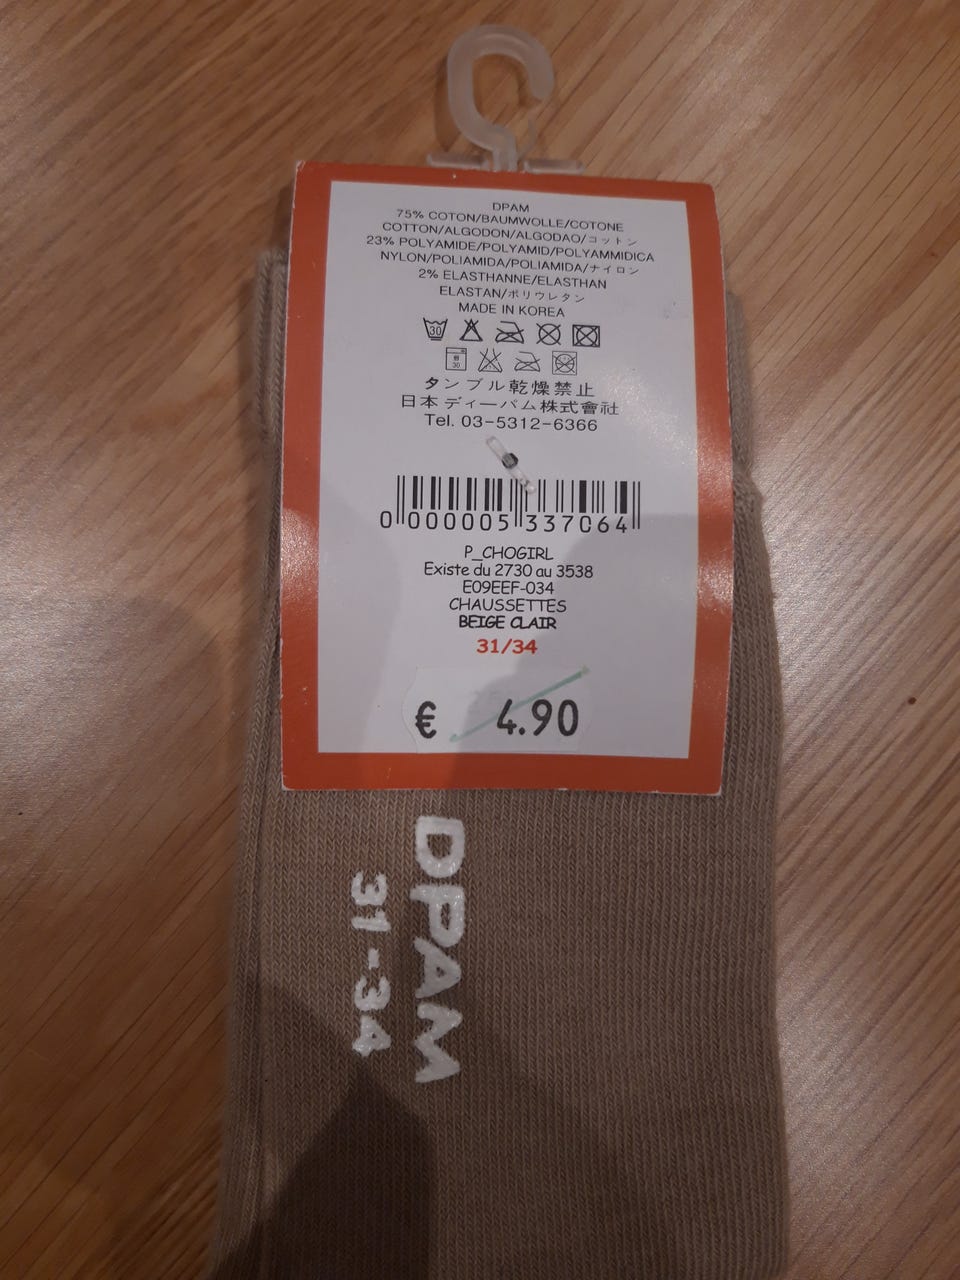 DPAM
75% COTON/BAUMWOLLE/COTONE
COTTON/ALGODON/ALGODAO/コットン
23% POLYAMIDE/POLYAMID/POLYAMMIDICA
NYLON/POLIAMIDA/POLIAMIDA/ナイロン
2% ELASTHANNE/ELASTHAN
ELASTAN/ポリウレタン
MADE IN KOREA
30
30
タンブル乾燥禁止
日本ディーパム株式會社
Tel. 03-5312-6366
0 000005 337064
P_CHOGIRL
Existe du 2730 au 3538
E09EEF-034
CHAUSSETTES
BEIGE CLAIR
31/34
€ 4.90
DPAM
31-34